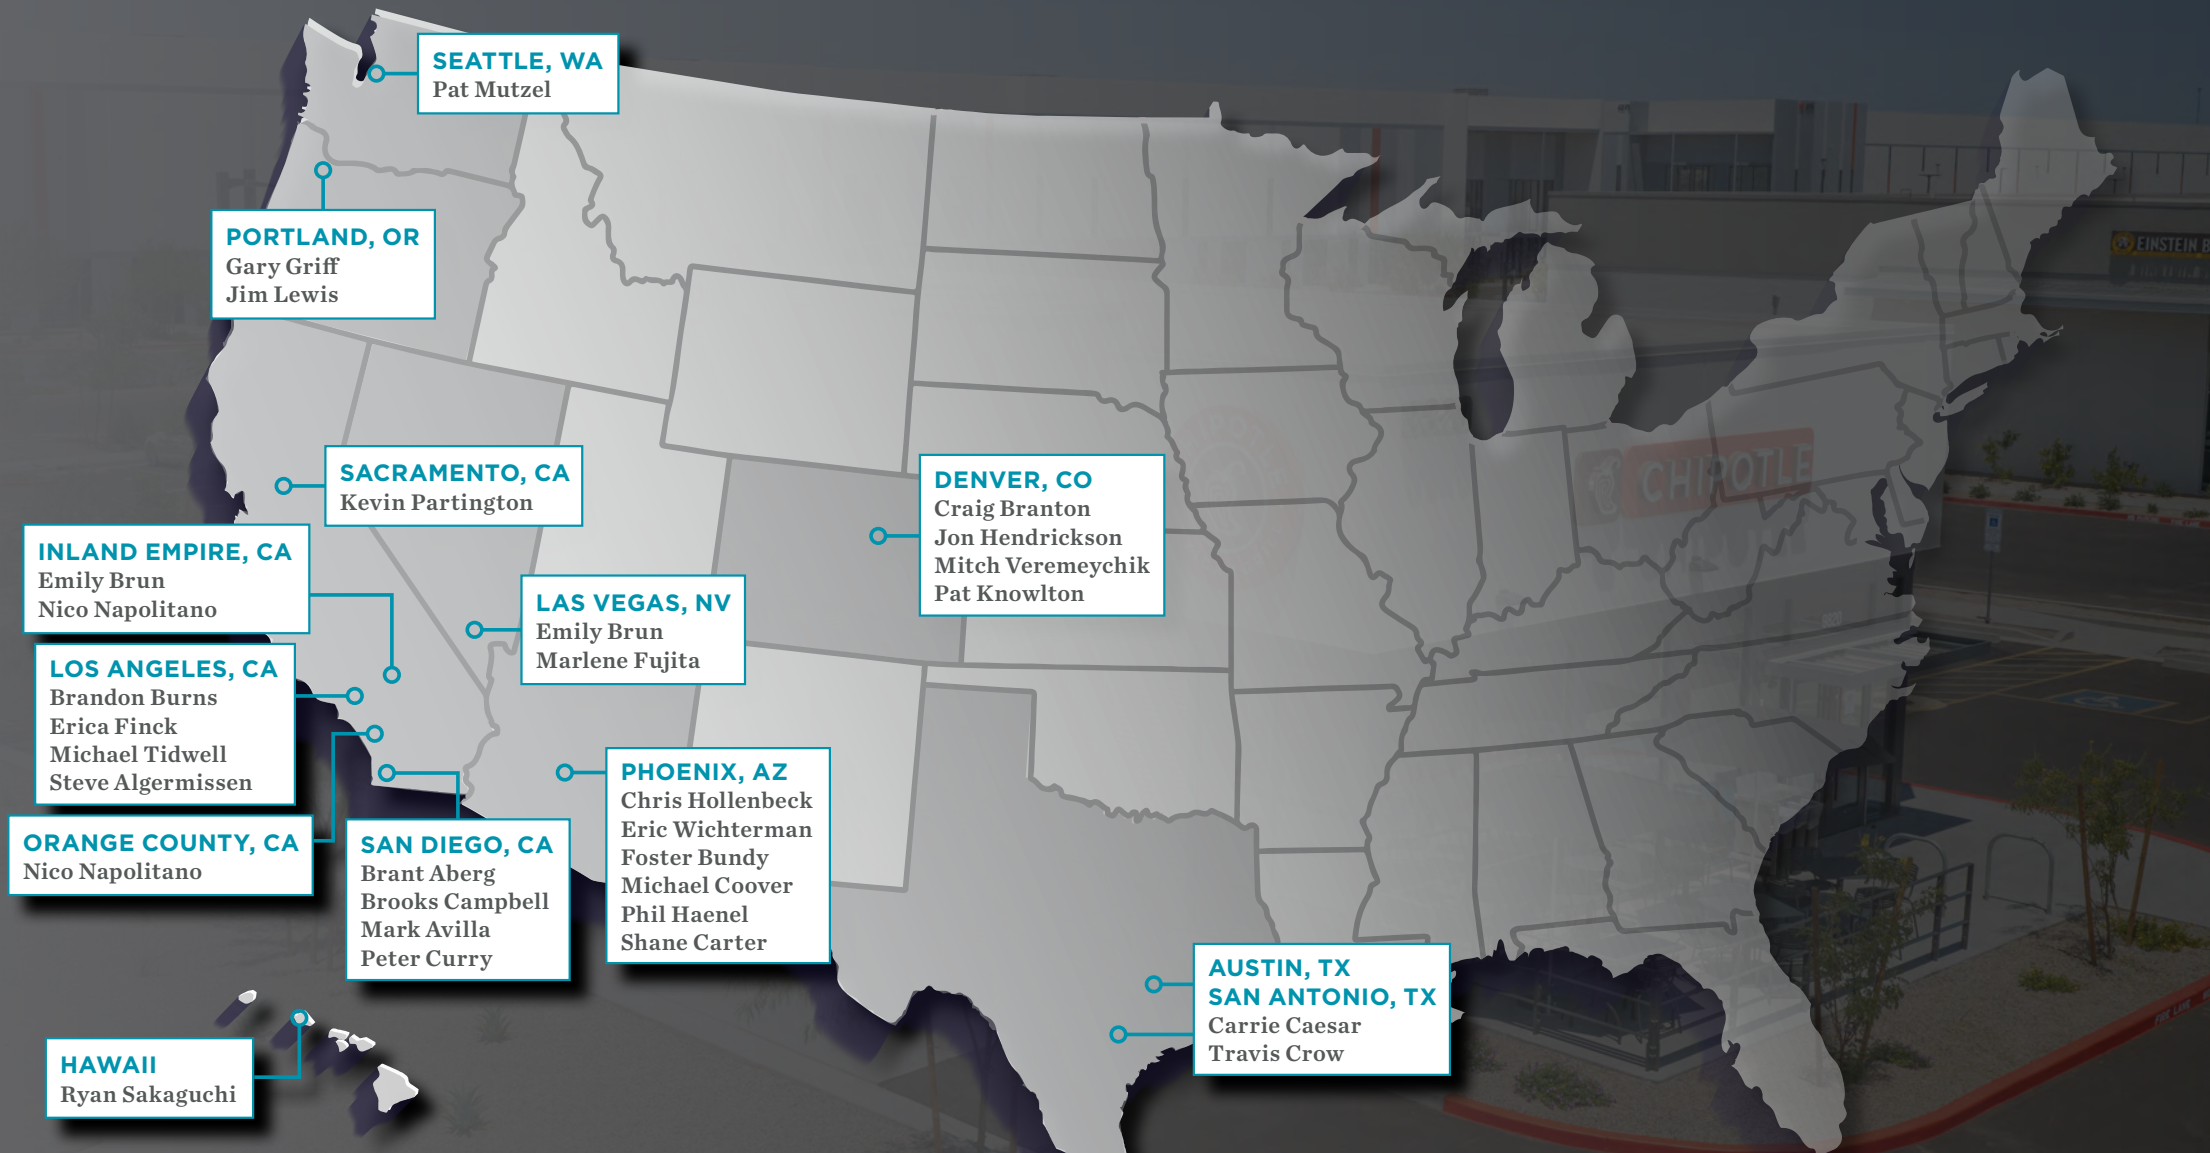 SEATTLE, WA
Pat Mutzel
PORTLAND, OR
Gary Griff
Jim Lewis
SACRAMENTO, CA
Kevin Partington
INLAND EMPIRE, CA
Emily Brun
Nico Napolitano
LOS ANGELES, CA
Brandon Burns
Erica Finck
Michael Tidwell
Steve Algermissen
ORANGE COUNTY, CA
Nico Napolitano
SAN DIEGO, CA
Brant Aberg
Brooks Campbell
Mark Avilla
Peter Curry
LAS VEGAS, NV
Emily Brun
Marlene Fujita
PHOENIX, AZ
Chris Hollenbeck
Eric Wichterman
Foster Bundy
Michael Coover
Phil Haenel
Shane Carter
DENVER, CO
Craig Branton
Jon Hendrickson
Mitch Veremeychik
Pat Knowlton
AUSTIN, TX
SAN ANTONIO, TX
Carrie Caesar
Travis Crow
HAWAII
Ryan Sakaguchi
EINSTEIN
CHIPOTLE